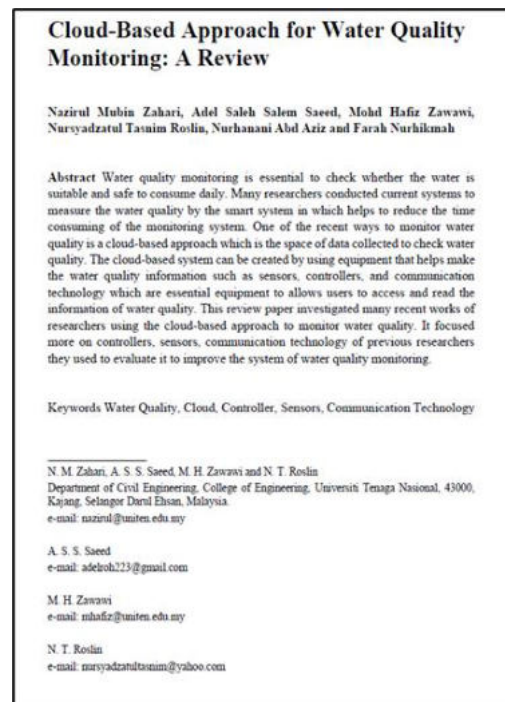 Cloud-Based Approach for Water Quality
Monitoring: A Review
Nazirul Mubin Zahari, Adel Saleh Salem Saeed, Mohd Hafiz Zawawi,
Nursyadzatul Tasnim Roslin, Nurhanani Abd Aziz and Farah Nurhikmah
Abstract Water quality monitoring is essential to check whether the water is
suitable and safe to consume daily. Many researchers conducted current systems to
measure the water quality by the smart system in which helps to reduce the time
consuming of the monitoring system. One of the recent ways to monitor water
quality is a cloud-based approach which is the space of data collected to check water
quality. The cloud-based system can be created by using equipment that helps make
the water quality information such as sensors, controllers, and communication
technology which are essential equipment to allows users to access and read the
information of water quality. This review paper investigated many recent works of
researchers using the cloud-based approach to monitor water quality. It focused
more on controllers, sensors, communication technology of previous researchers
they used to evaluate it to improve the system of water quality monitoring.
Keywords Water Quality, Cloud, Controller, Sensors, Communication Technology
N. M. Zahari, A. S. S. Saeed, M. H. Zawawi and N. T. Roslin
Department of Civil Engineering, College of Engineering, Universiti Tenaga Nasional, 43000,
Kajang, Selangor Darul Ehsan, Malaysia.
e-mail: nazirul@uniten.edu.my
A. S. S. Saeed
e-mail: adelroh223@gmail.com
M. H. Zawawi
e-mail: mhafiz@uniten.edu.my
N. T. Roslin
e-mail: nursyadzatultasnim@yahoo.com